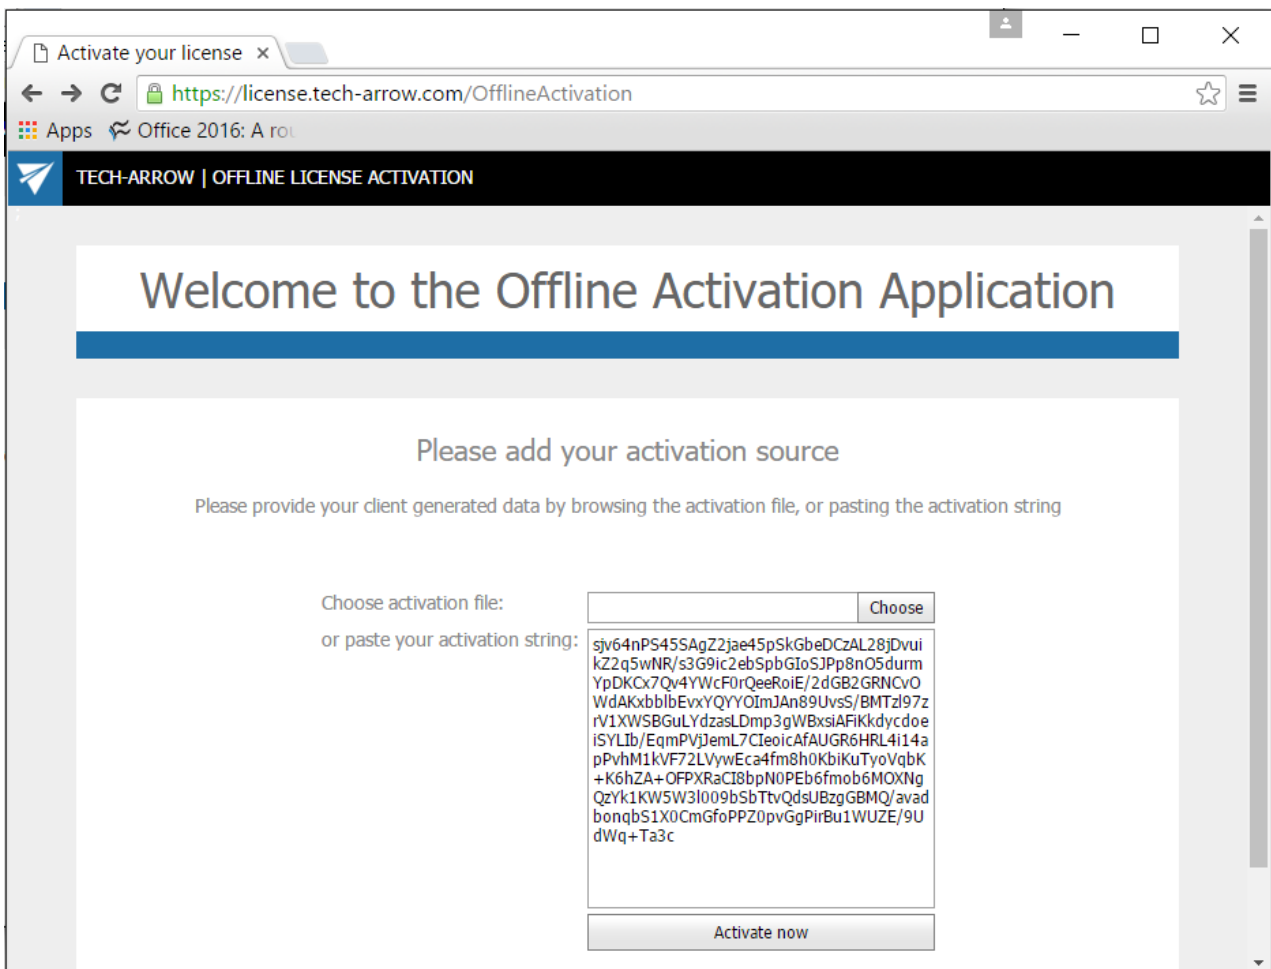 Activate your license
https://license.tech-arrow.com/OfflineActivation
Apps Office 2016: A rou
TECH-ARROW | OFFLINE LICENSE ACTIVATION
Welcome to the Offline Activation Application
Please add your activation source
Please provide your client generated data by browsing the activation file, or pasting the activation string
Choose activation file:
Choose
or paste your activation string:
sjv64nPS45SAgZ2jae45pSkGbeDCzAL28jDvui
kZ2q5wNR/s3G9ic2ebSpbGIoSJPp8nO5durm
YpDKCx7Qv4YWcF0rQeeRoiE/2dGB2GRNCvO
WdAKxbblbEvxYQYYOImJAn89UvsS/BMTzl97z
rV1XWSBGuLYdzasLDmp3gWBxsiAFiKkdycdoe
iSYLIb/EqmPVjJemL7CIeoicAfAUGR6HRL4i14a
pPvhM1kVF72LVywEca4fm8h0KbiKuTyoVqbK
+K6hZA+OFPXRaCI8bpN0PEb6fmob6MOXNg
QzYk1KW5W3l009bSbTtvQdsUBzgGBMQ/avad
bonqbS1X0CmGfoPPZ0pvGgPirBu1WUZE/9U
dWq+Ta3c
Activate now